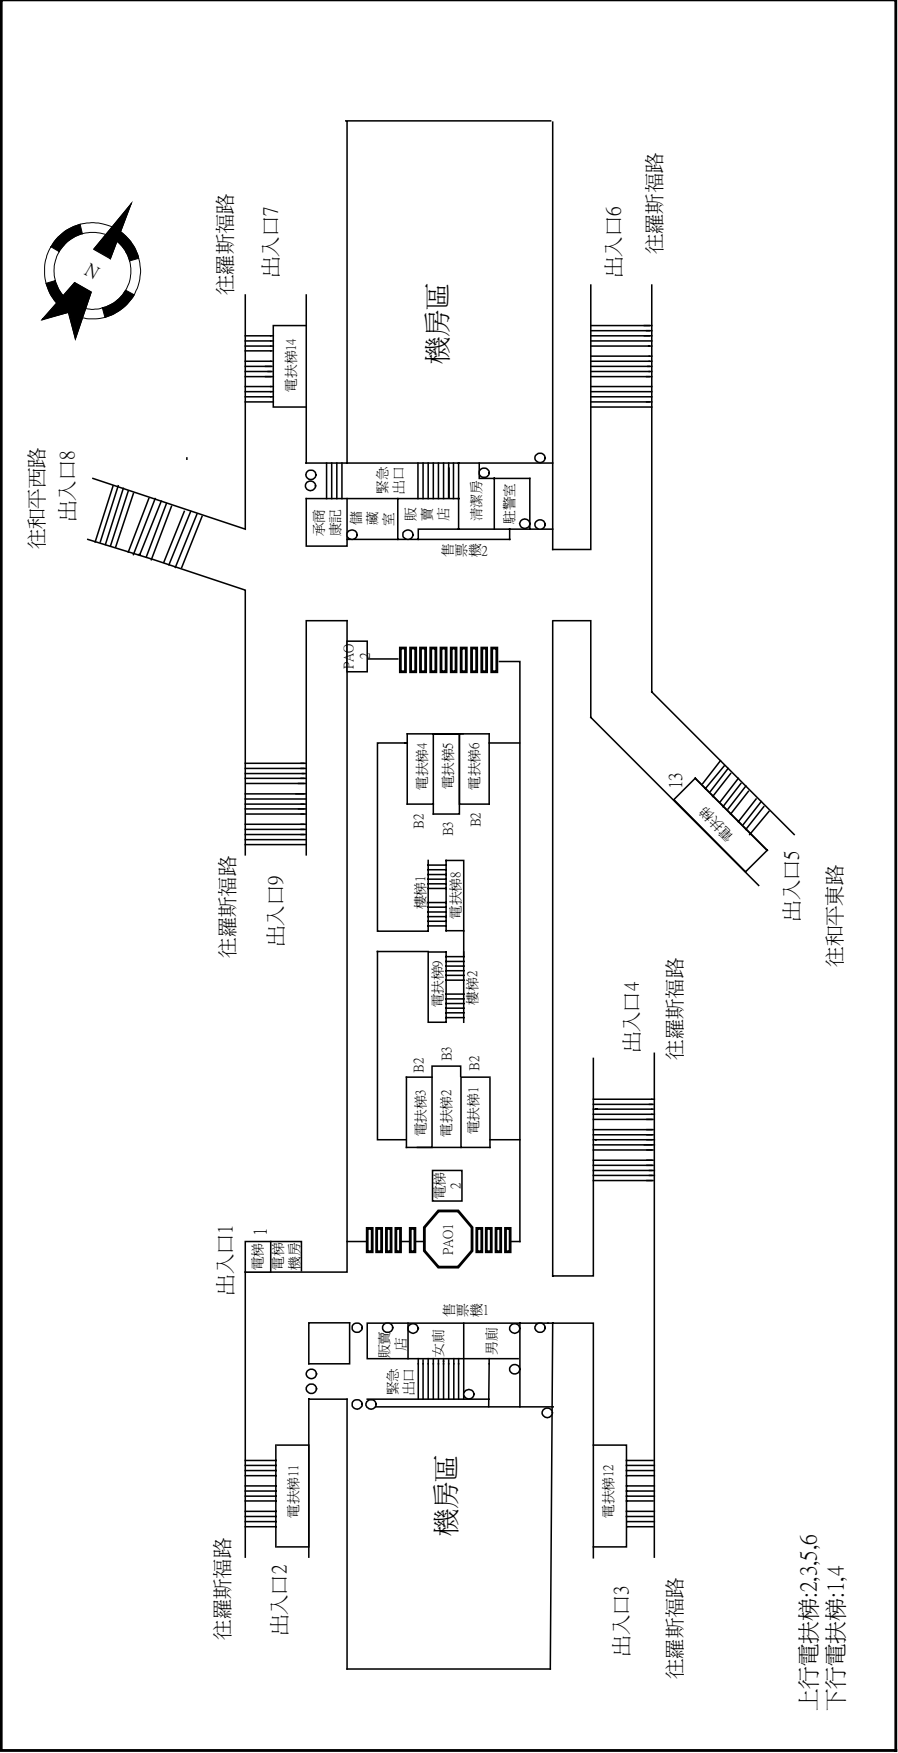 往羅斯福路
出入口7
N
往和平西路
出入口8
電扶梯14
機房區
出入口6
往羅斯福路
承商
康記
儲
藏
室
緊急
出口
販
賣
店
清潔房
駐警室
售
票
機2
PAO
2
電扶梯4
電扶梯5
電扶梯6
B2
B3
B2
往羅斯福路
出入口9
樓梯1
電扶梯8
13
電扶梯
出入口5
往和平東路
電扶梯9
樓梯2
出入口4
往羅斯福路
B2
B3
B2
電扶梯3
電扶梯2
電扶梯1
電梯
2
PAO1
出入口1
電梯
1
電梯
機房
售
票
機1
販賣
店
女廁
男廁
緊急
出口
電扶梯11
機房區
電扶梯12
往羅斯福路
出入口2
出入口3
往羅斯福路
上行電扶梯:2,3,5,6
下行電扶梯:1,4